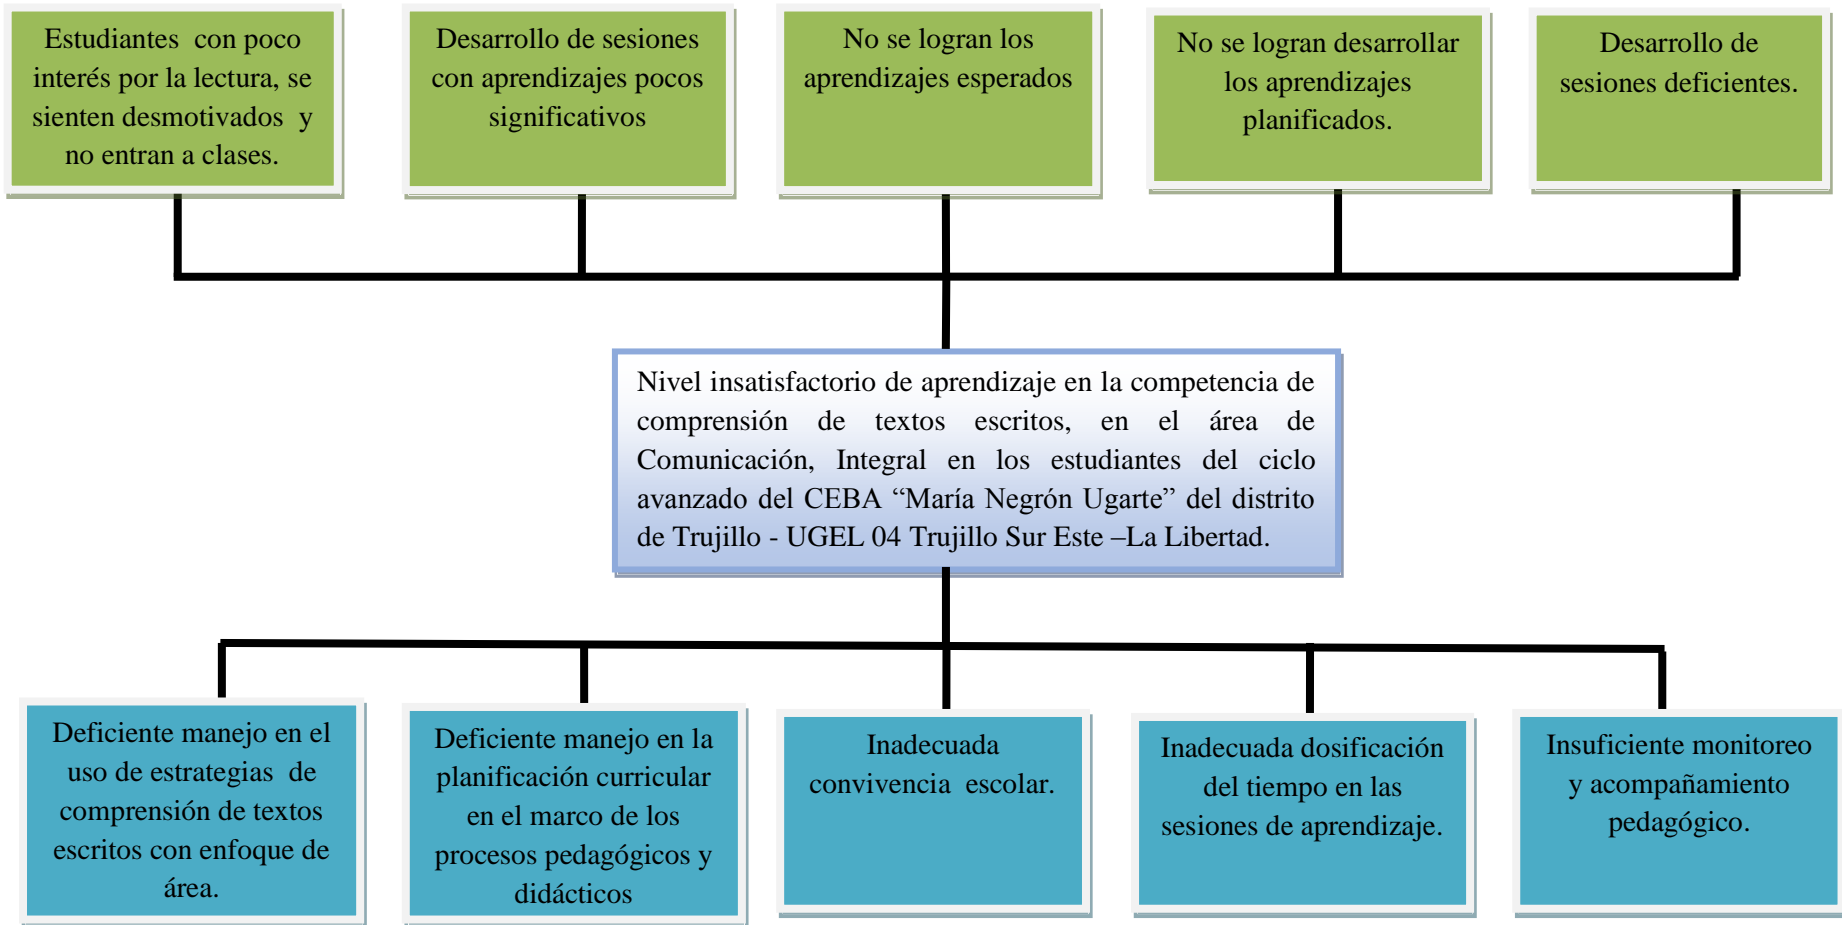 Estudiantes con poco
interés por la lectura, se
sienten desmotivados y
no entran a clases.
Desarrollo de sesiones
con aprendizajes pocos
significativos
No se logran los
aprendizajes esperados
No se logran desarrollar
los aprendizajes
planificados.
Desarrollo de
sesiones deficientes.
Nivel insatisfactorio de aprendizaje en la competencia de
comprensión de textos escritos, en el área de
Comunicación, Integral en los estudiantes del ciclo
avanzado del CEBA “María Negrón Ugarte” del distrito
de Trujillo - UGEL 04 Trujillo Sur Este –La Libertad.
Deficiente manejo en el
uso de estrategias de
comprensión de textos
escritos con enfoque de
área.
Deficiente manejo en la
planificación curricular
en el marco de los
procesos pedagógicos y
didácticos
Inadecuada
convivencia escolar.
Inadecuada dosificación
del tiempo en las
sesiones de aprendizaje.
Insuficiente monitoreo
y acompañamiento
pedagógico.